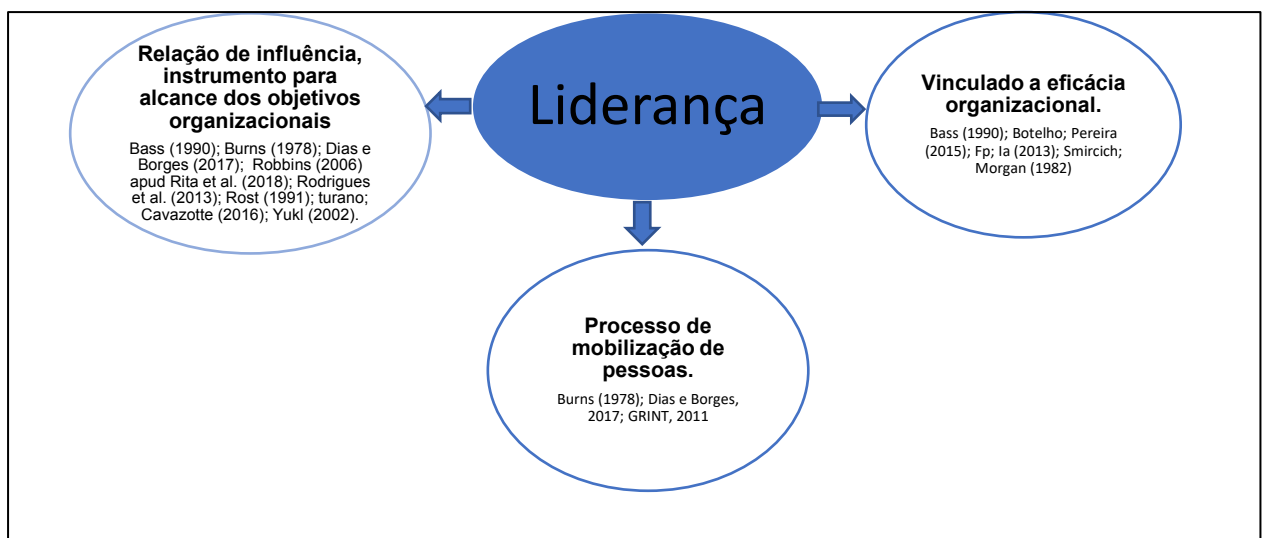 Liderança
Relação de influência,
instrumento para
alcance dos objetivos
organizacionais
Bass (1990); Burns (1978); Dias e
Borges (2017); Robbins (2006)
apud Rita et al. (2018); Rodrigues
et al. (2013); Rost (1991); turano;
Cavazotte (2016); Yukl (2002).
Vinculado a eficácia
organizacional.
Bass (1990); Botelho; Pereira
(2015); Fp; Ia (2013); Smircich;
Morgan (1982)
Processo de
mobilização de
pessoas.
Burns (1978); Dias e Borges,
2017; GRINT, 2011